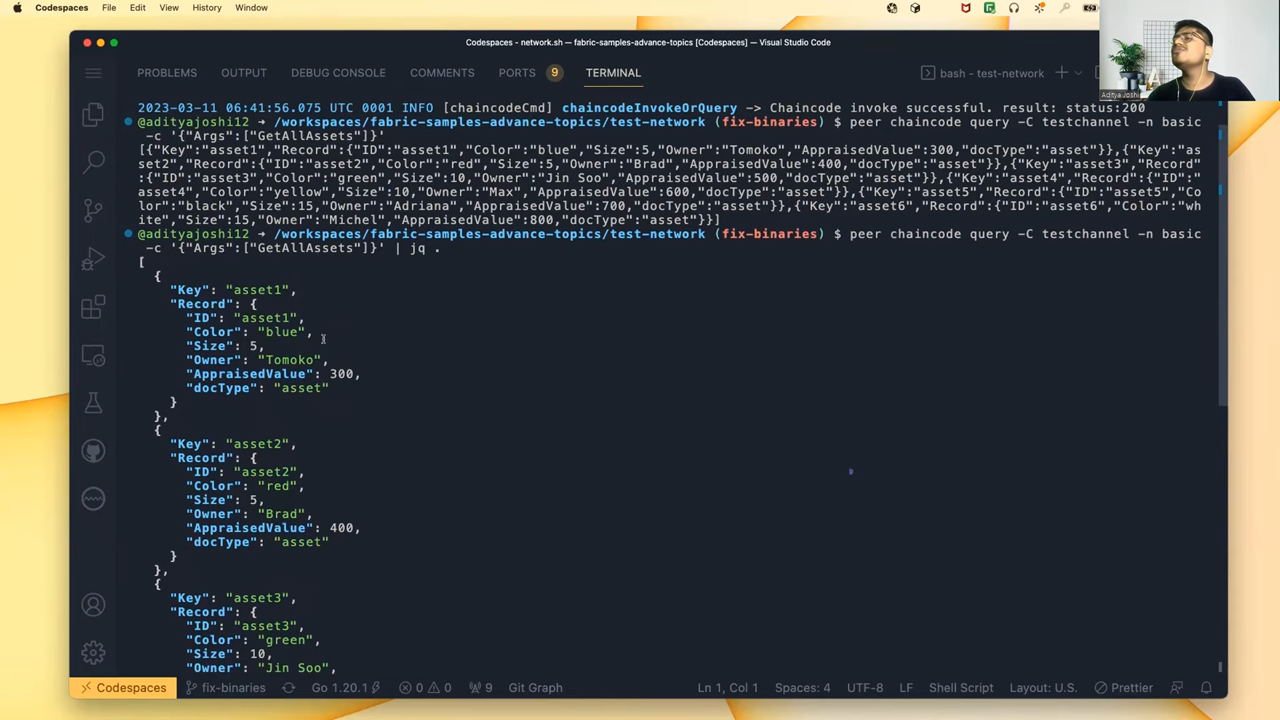 Codespaces File Edit View History Window
Codespaces - network.sh — fabric-samples-advance-topics [Codespaces] — Visual Studio Code
Aditya Joshi
PROBLEMS OUTPUT DEBUG CONSOLE COMMENTS PORTS 9 TERMINAL bash - test-network
2023-03-11 06:41:56.075 UTC 0001 INFO [chaincodeCmd] chaincodeInvokeOrQuery -> Chaincode invoke successful. result: status:200
@adityajoshi12 → /workspaces/fabric-samples-advance-topics/test-network (fix-binaries) $ peer chaincode query -C testchannel -n basic
-c '{"Args":["GetAllAssets"]}'
[{"Key":"asset1","Record":{"ID":"asset1","Color":"blue","Size":5,"Owner":"Tomoko","AppraisedValue":300,"docType":"asset"}},{"Key":"as
set2","Record":{"ID":"asset2","Color":"red","Size":5,"Owner":"Brad","AppraisedValue":400,"docType":"asset"}},{"Key":"asset3","Record"
:{"ID":"asset3","Color":"green","Size":10,"Owner":"Jin Soo","AppraisedValue":500,"docType":"asset"}},{"Key":"asset4","Record":{"ID":"
asset4","Color":"yellow","Size":10,"Owner":"Max","AppraisedValue":600,"docType":"asset"}},{"Key":"asset5","Record":{"ID":"asset5","Co
lor":"black","Size":15,"Owner":"Adriana","AppraisedValue":700,"docType":"asset"}},{"Key":"asset6","Record":{"ID":"asset6","Color":"wh
ite","Size":15,"Owner":"Michel","AppraisedValue":800,"docType":"asset"}}]
@adityajoshi12 → /workspaces/fabric-samples-advance-topics/test-network (fix-binaries) $ peer chaincode query -C testchannel -n basic
-c '{"Args":["GetAllAssets"]}' | jq .
[
{
"Key": "asset1",
"Record": {
"ID": "asset1",
"Color": "blue",
"Size": 5,
"Owner": "Tomoko",
"AppraisedValue": 300,
"docType": "asset"
}
},
{
"Key": "asset2",
"Record": {
"ID": "asset2",
"Color": "red",
"Size": 5,
"Owner": "Brad",
"AppraisedValue": 400,
"docType": "asset"
}
},
{
"Key": "asset3",
"Record": {
"ID": "asset3",
"Color": "green",
"Size": 10,
"Owner": "Jin Soo",
Codespaces fix-binaries Go 1.20.1 0 0 9 Git Graph Ln 1, Col 1 Spaces: 4 UTF-8 LF Shell Script Layout: U.S. Prettier